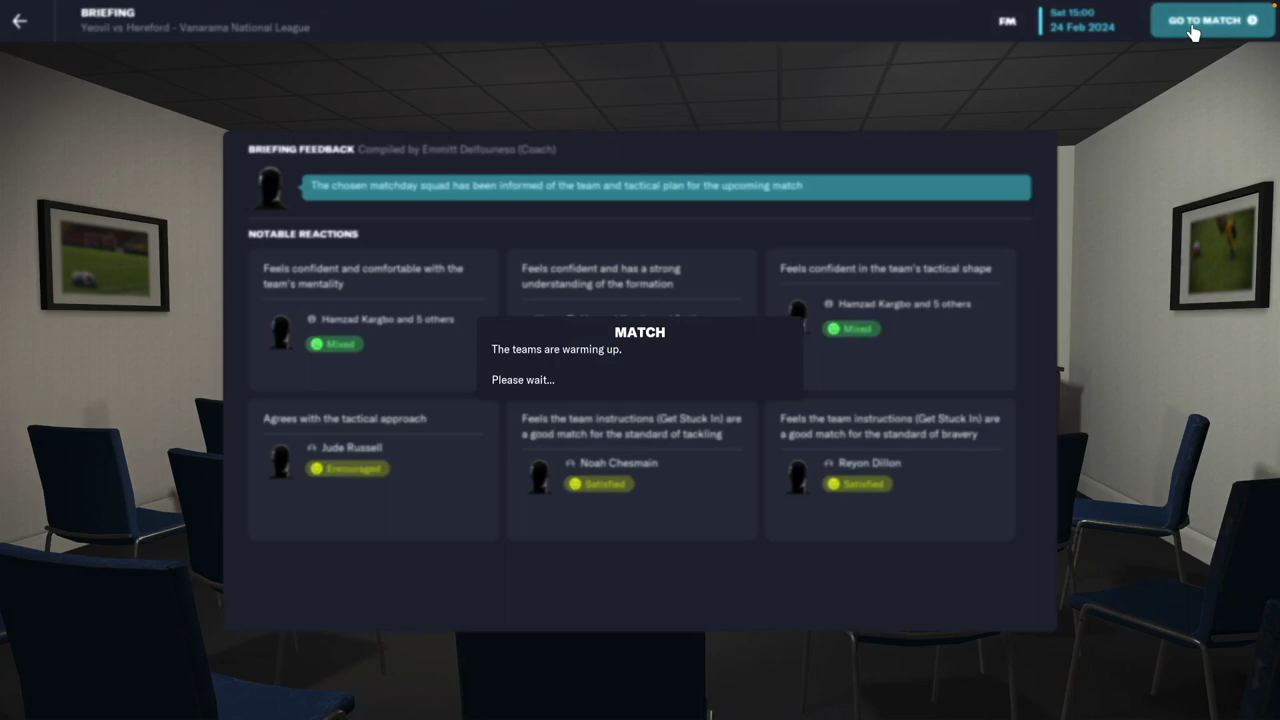 BRIEFING
Yeovil vs Hereford - Vanarama National League
FM
Sat 15:00
24 Feb 2024
GO TO MATCH
BRIEFING FEEDBACK Compiled by Emmitt Delfouneso (Coach)
The chosen matchday squad has been informed of the team and tactical plan for the upcoming match
NOTABLE REACTIONS
Feels confident and comfortable with the
team's mentality
Hamzad Kargbo and 5 others
Mixed
Feels confident and has a strong
understanding of the formation
Feels confident in the team's tactical shape
Hamzad Kargbo and 5 others
Mixed
MATCH
The teams are warming up.
Please wait...
Agrees with the tactical approach
Jude Russell
Encouraged
Feels the team instructions (Get Stuck In) are
a good match for the standard of tackling
Noah Chesmain
Satisfied
Feels the team instructions (Get Stuck In) are
a good match for the standard of bravery
Reyon Dillon
Satisfied